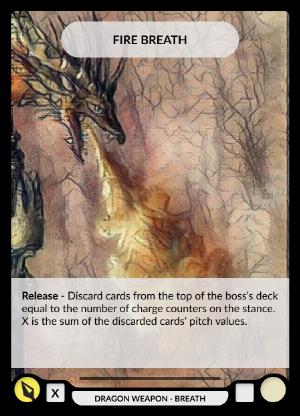 FIRE BREATH
Release - Discard cards from the top of the boss's deck
equal to the number of charge counters on the stance.
X is the sum of the discarded cards' pitch values.
X
DRAGON WEAPON - BREATH